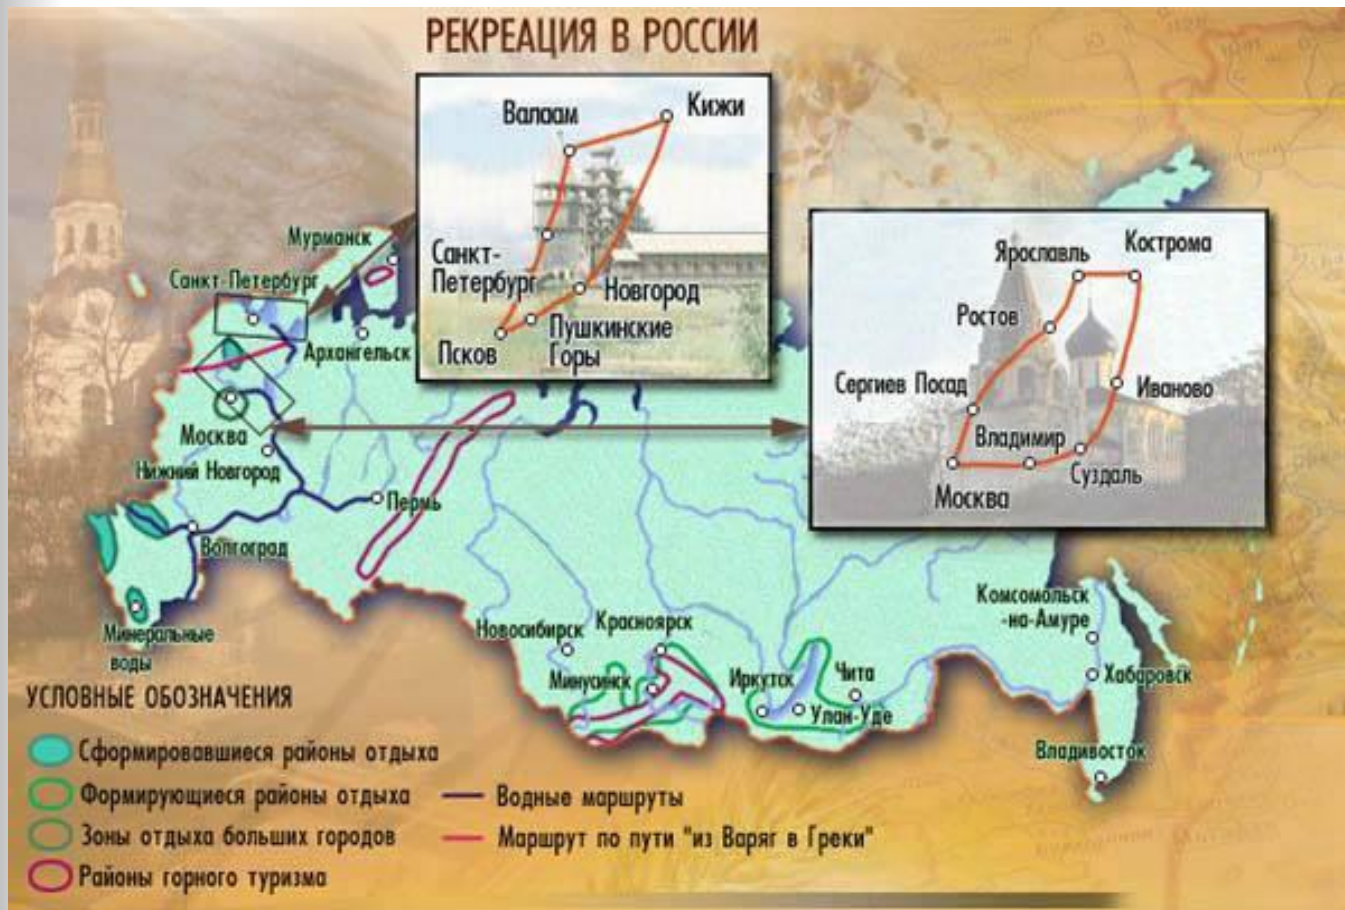 РЕКРЕАЦИЯ В РОССИИ
Валаам
Кижи
Санкт-
Петербург
Новгород
Пушкинские
Горы
Псков
Ярославль
Кострома
Ростов
Сергиев Посад
Иваново
Владимир
Суздаль
Москва
Мурманск
Санкт-Петербург
Архангельск
Москва
Нижний Новгород
Пермь
Волгоград
Минеральные
воды
Новосибирск
Красноярск
Минусинск
Иркутск
Чита
Улан-Уде
Комсомольск
-на-Амуре
Хабаровск
Владивосток
УСЛОВНЫЕ ОБОЗНАЧЕНИЯ
Сформировавшиеся районы отдыха
Формирующиеся районы отдыха
Зоны отдыха больших городов
Районы горного туризма
Водные маршруты
Маршрут по пути "из Варяг в Греки"